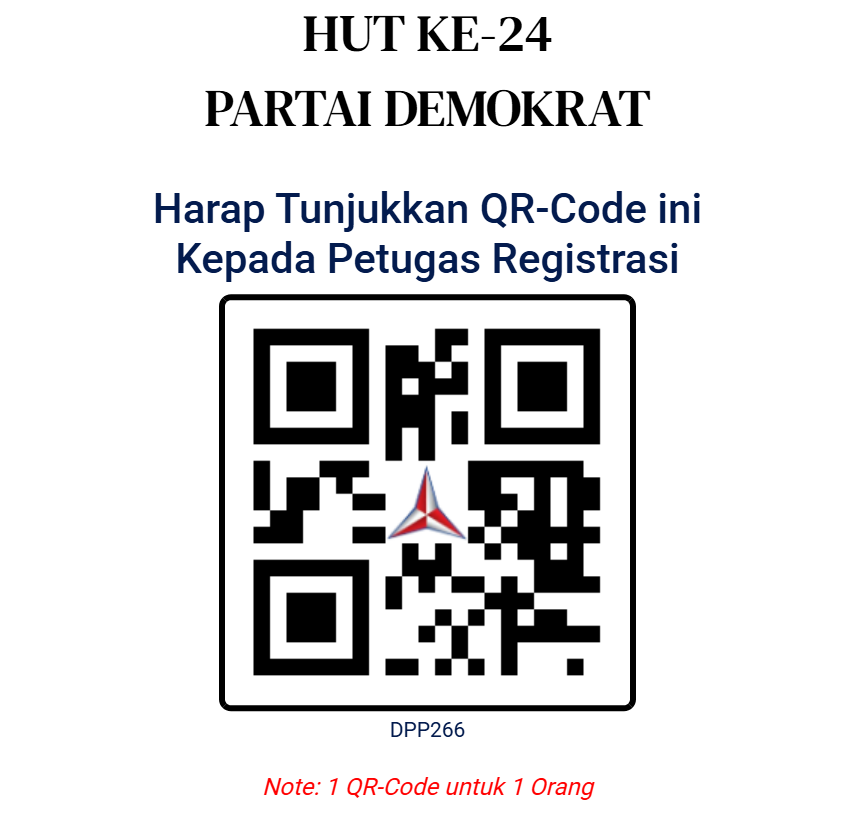 HUT KE-24
PARTAI DEMOKRAT
Harap Tunjukkan QR-Code ini
Kepada Petugas Registrasi
DPP266
Note: 1 QR-Code untuk 1 Orang